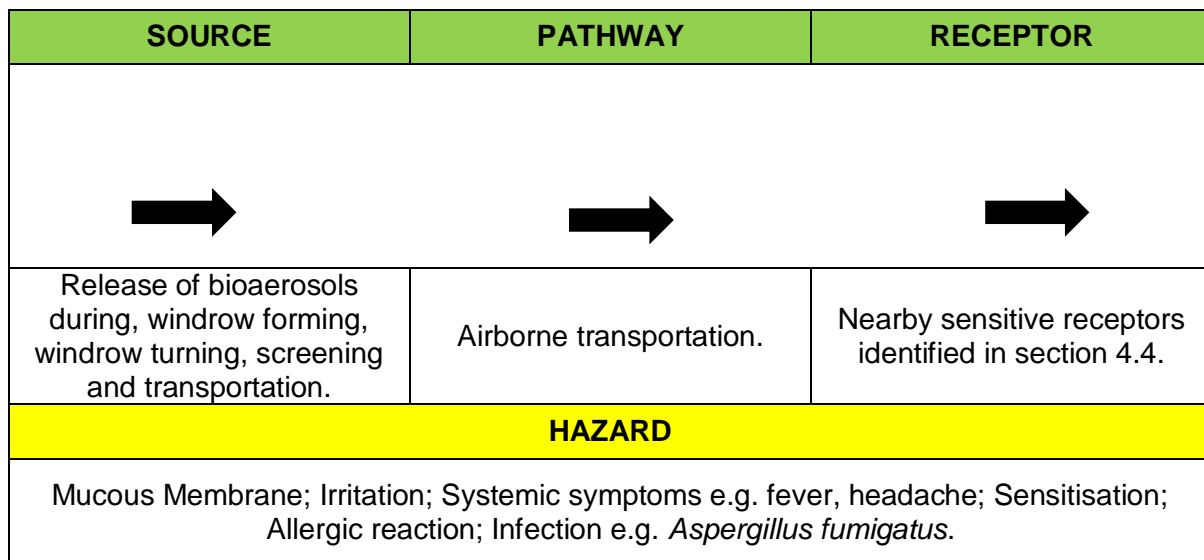 SOURCE
PATHWAY
RECEPTOR
Release of bioaerosols
during, windrow forming,
windrow turning, screening
and transportation.
Airborne transportation.
Nearby sensitive receptors
identified in section 4.4.
HAZARD
Mucous Membrane; Irritation; Systemic symptoms e.g. fever, headache; Sensitisation;
Allergic reaction; Infection e.g. Aspergillus fumigatus.